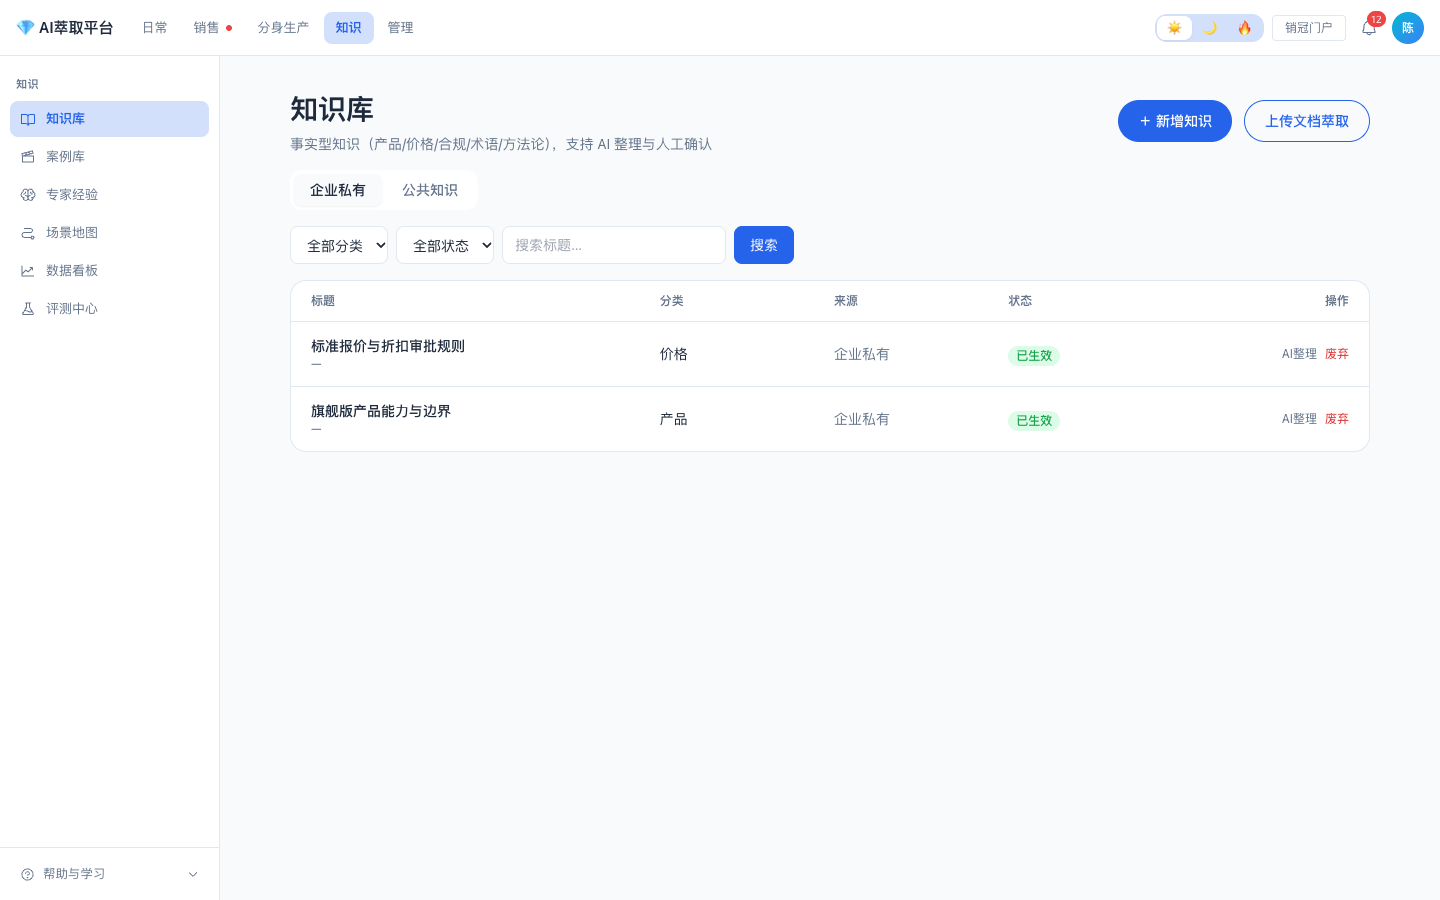 AI萃取平台
日常
销售
分身生产
知识
管理
销冠门户
12
陈
知识
知识库
案例库
专家经验
场景地图
数据看板
评测中心
帮助与学习
知识库
事实型知识（产品/价格/合规/术语/方法论），支持 AI 整理与人工确认
+ 新增知识
上传文档萃取
企业私有
公共知识
全部分类
全部状态
搜索标题...
搜索
标题 分类 来源 状态 操作
标准报价与折扣审批规则
—
价格 企业私有 已生效 AI整理 废弃
旗舰版产品能力与边界
—
产品 企业私有 已生效 AI整理 废弃